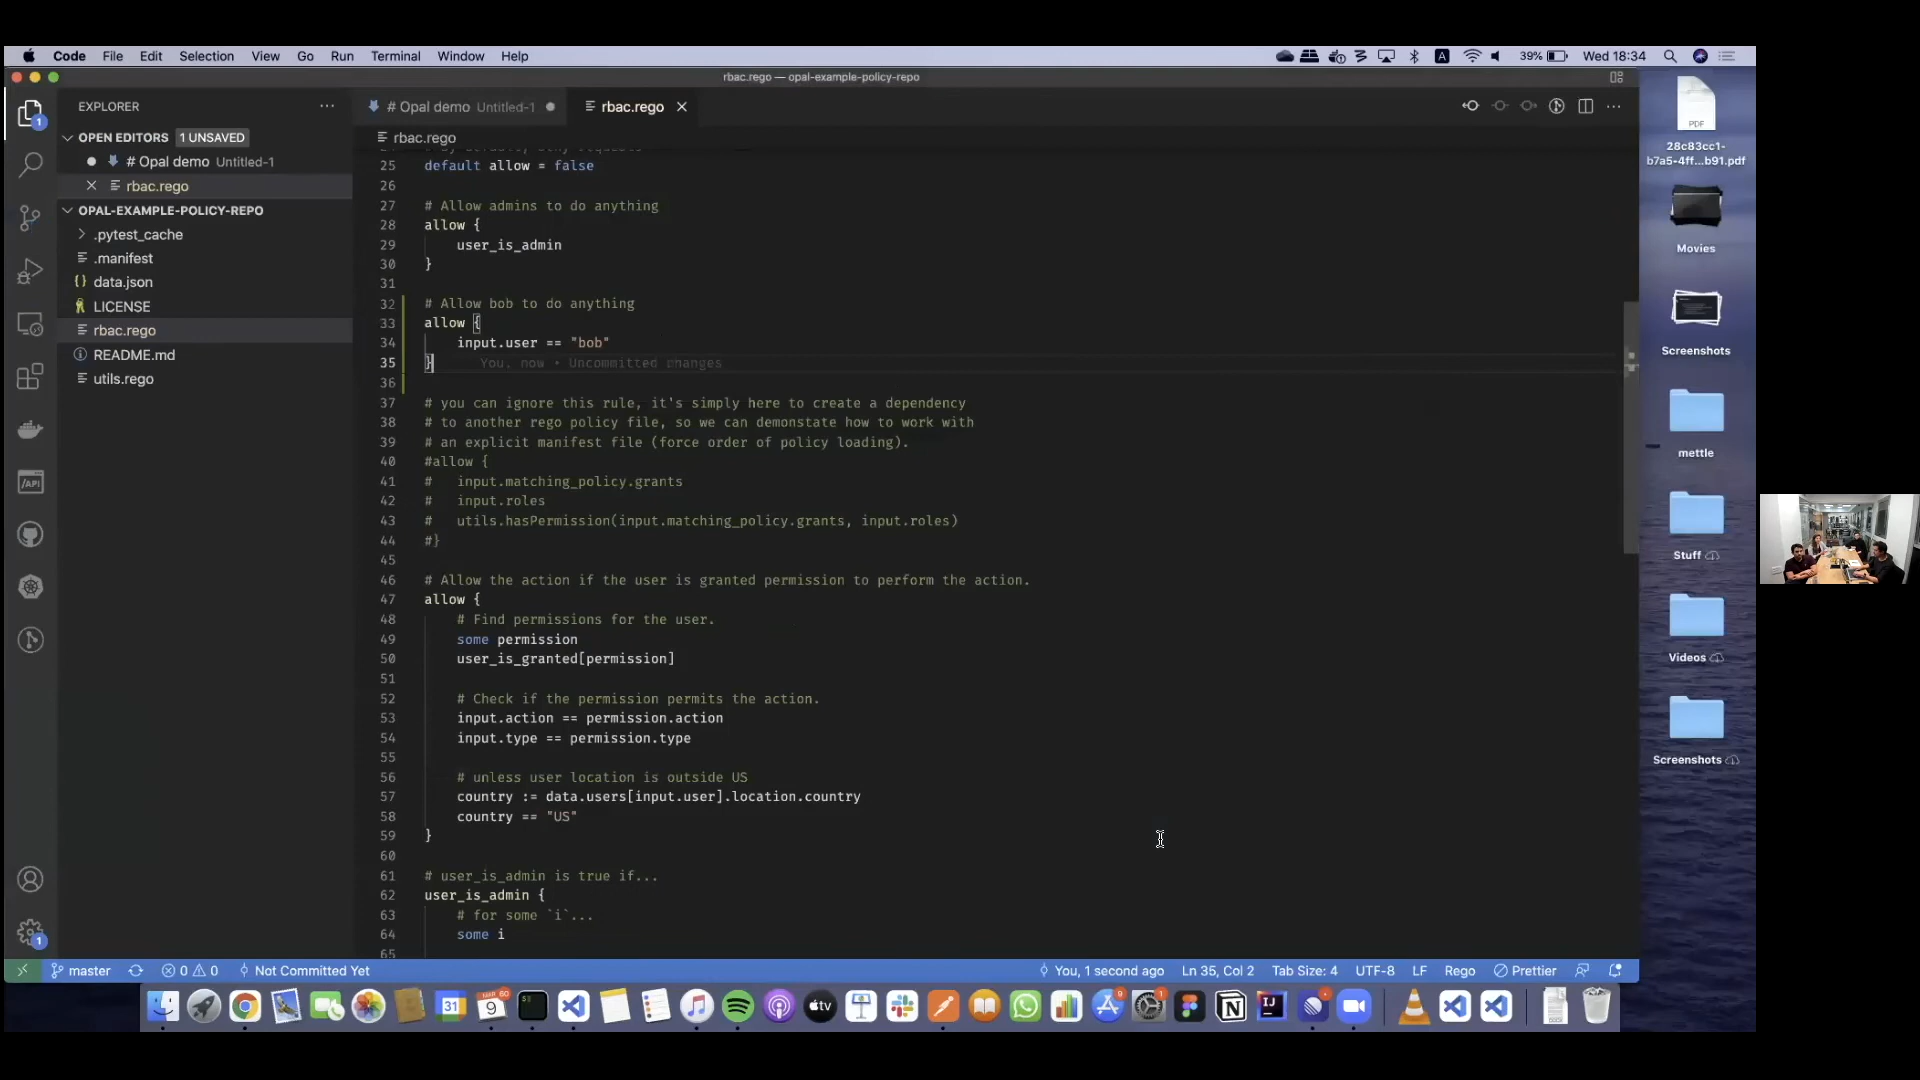 Code File Edit Selection View Go Run Terminal Window Help
39% Wed 18:34
rbac.rego — opal-example-policy-repo
EXPLORER
# Opal demo Untitled-1
rbac.rego
OPEN EDITORS 1 UNSAVED
# Opal demo Untitled-1
rbac.rego
OPAL-EXAMPLE-POLICY-REPO
.pytest_cache
.manifest
data.json
LICENSE
rbac.rego
README.md
utils.rego
rbac.rego
25 default allow = false
26
27 # Allow admins to do anything
28 allow {
29 user_is_admin
30 }
31
32 # Allow bob to do anything
33 allow {
34 input.user == "bob"
35 } You, now • Uncommitted changes
36
37 # you can ignore this rule, it's simply here to create a dependency
38 # to another rego policy file, so we can demonstate how to work with
39 # an explicit manifest file (force order of policy loading).
40 #allow {
41 # input.matching_policy.grants
42 # input.roles
43 # utils.hasPermission(input.matching_policy.grants, input.roles)
44 #}
45
46 # Allow the action if the user is granted permission to perform the action.
47 allow {
48 # Find permissions for the user.
49 some permission
50 user_is_granted[permission]
51
52 # Check if the permission permits the action.
53 input.action == permission.action
54 input.type == permission.type
55
56 # unless user location is outside US
57 country := data.users[input.user].location.country
58 country == "US"
59 }
60
61 # user_is_admin is true if...
62 user_is_admin {
63 # for some `i`...
64 some i
65
master 0 0 Not Committed Yet
You, 1 second ago Ln 35, Col 2 Tab Size: 4 UTF-8 LF Rego Prettier
PDF
28c83cc1-
b7a5-4ff...b91.pdf
Movies
Screenshots
mettle
Stuff
Videos
Screenshots